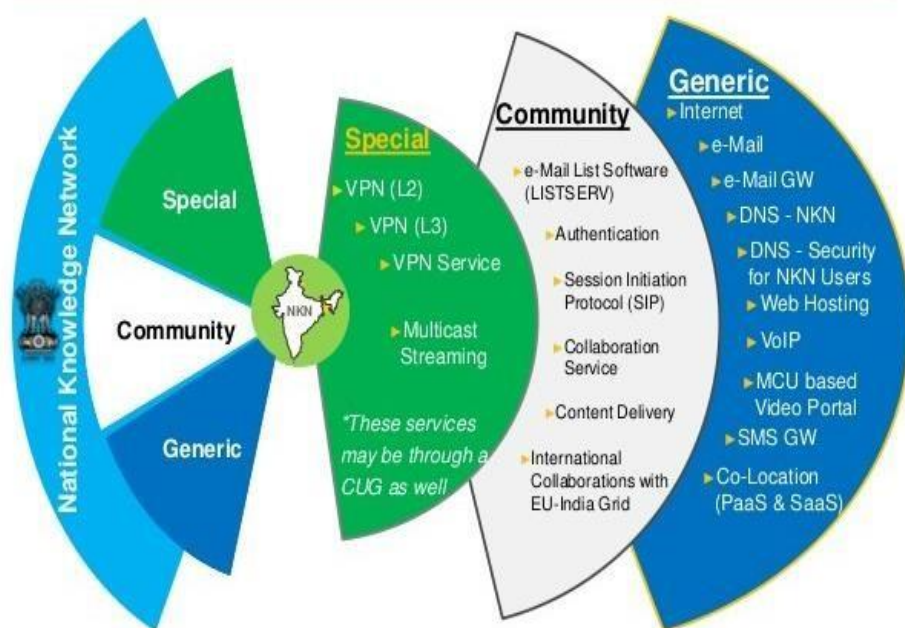 National Knowledge Network
Special
Community
Generic
NKN
Special
VPN (L2)
VPN (L3)
VPN Service
Multicast
Streaming
*These services
may be through a
CUG as well
Community
e-Mail List Software
(LISTSERV)
Authentication
Session Initiation
Protocol (SIP)
Collaboration
Service
Content Delivery
International
Collaborations with
EU-India Grid
Generic
Internet
e-Mail
e-Mail GW
DNS - NKN
DNS - Security
for NKN Users
Web Hosting
VoIP
MCU based
Video Portal
SMS GW
Co-Location
(PaaS & SaaS)